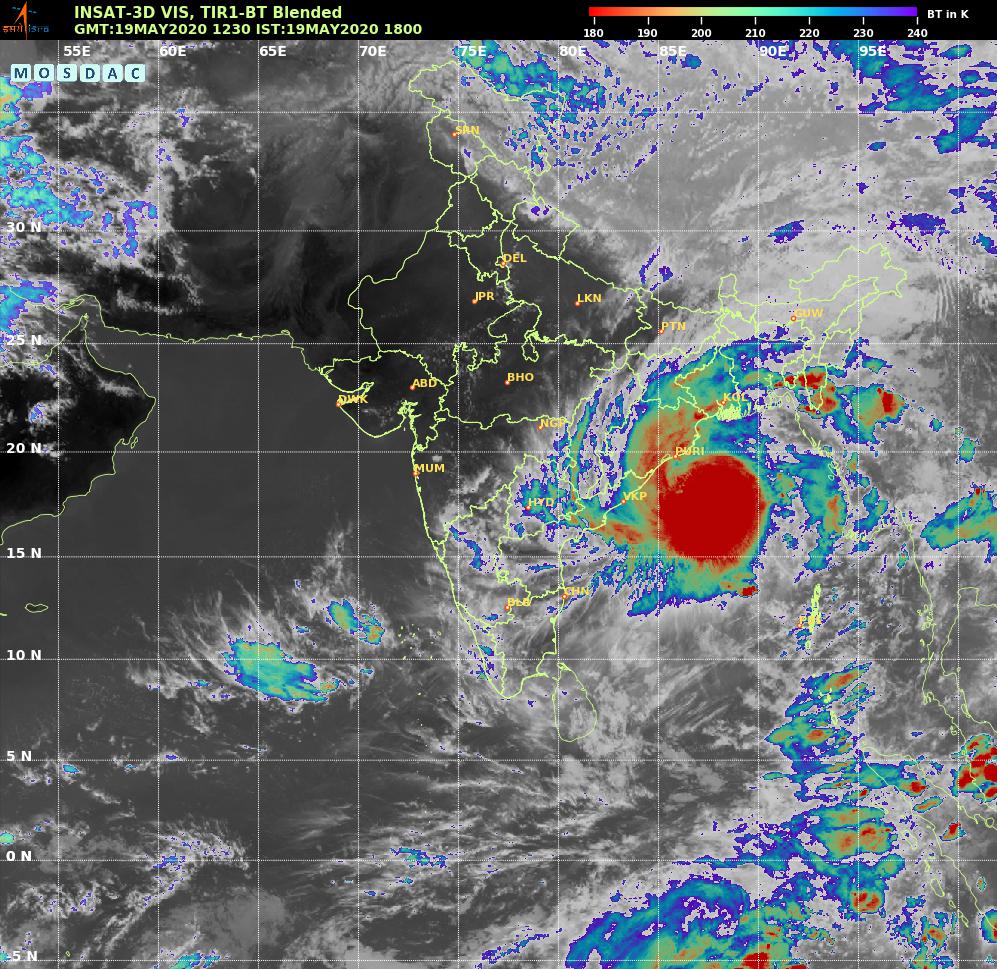 INSAT-3D VIS, TIR1-BT Blended
GMT:19MAY2020 1230 IST:19MAY2020 1800
BT in K
180 190 200 210 220 230 240
55E 60E 65E 70E 75E 80E 85E 90E 95E
M O S D A C
SRN
30 N
DEL
JPR LKN
GUW
PTN
25 N
BHO
ABD
DWK KOL
NGP
20 N PURI
MUM
VKP
HYD
15 N
CHN
BLR
10 N
5 N
0 N
-5 N